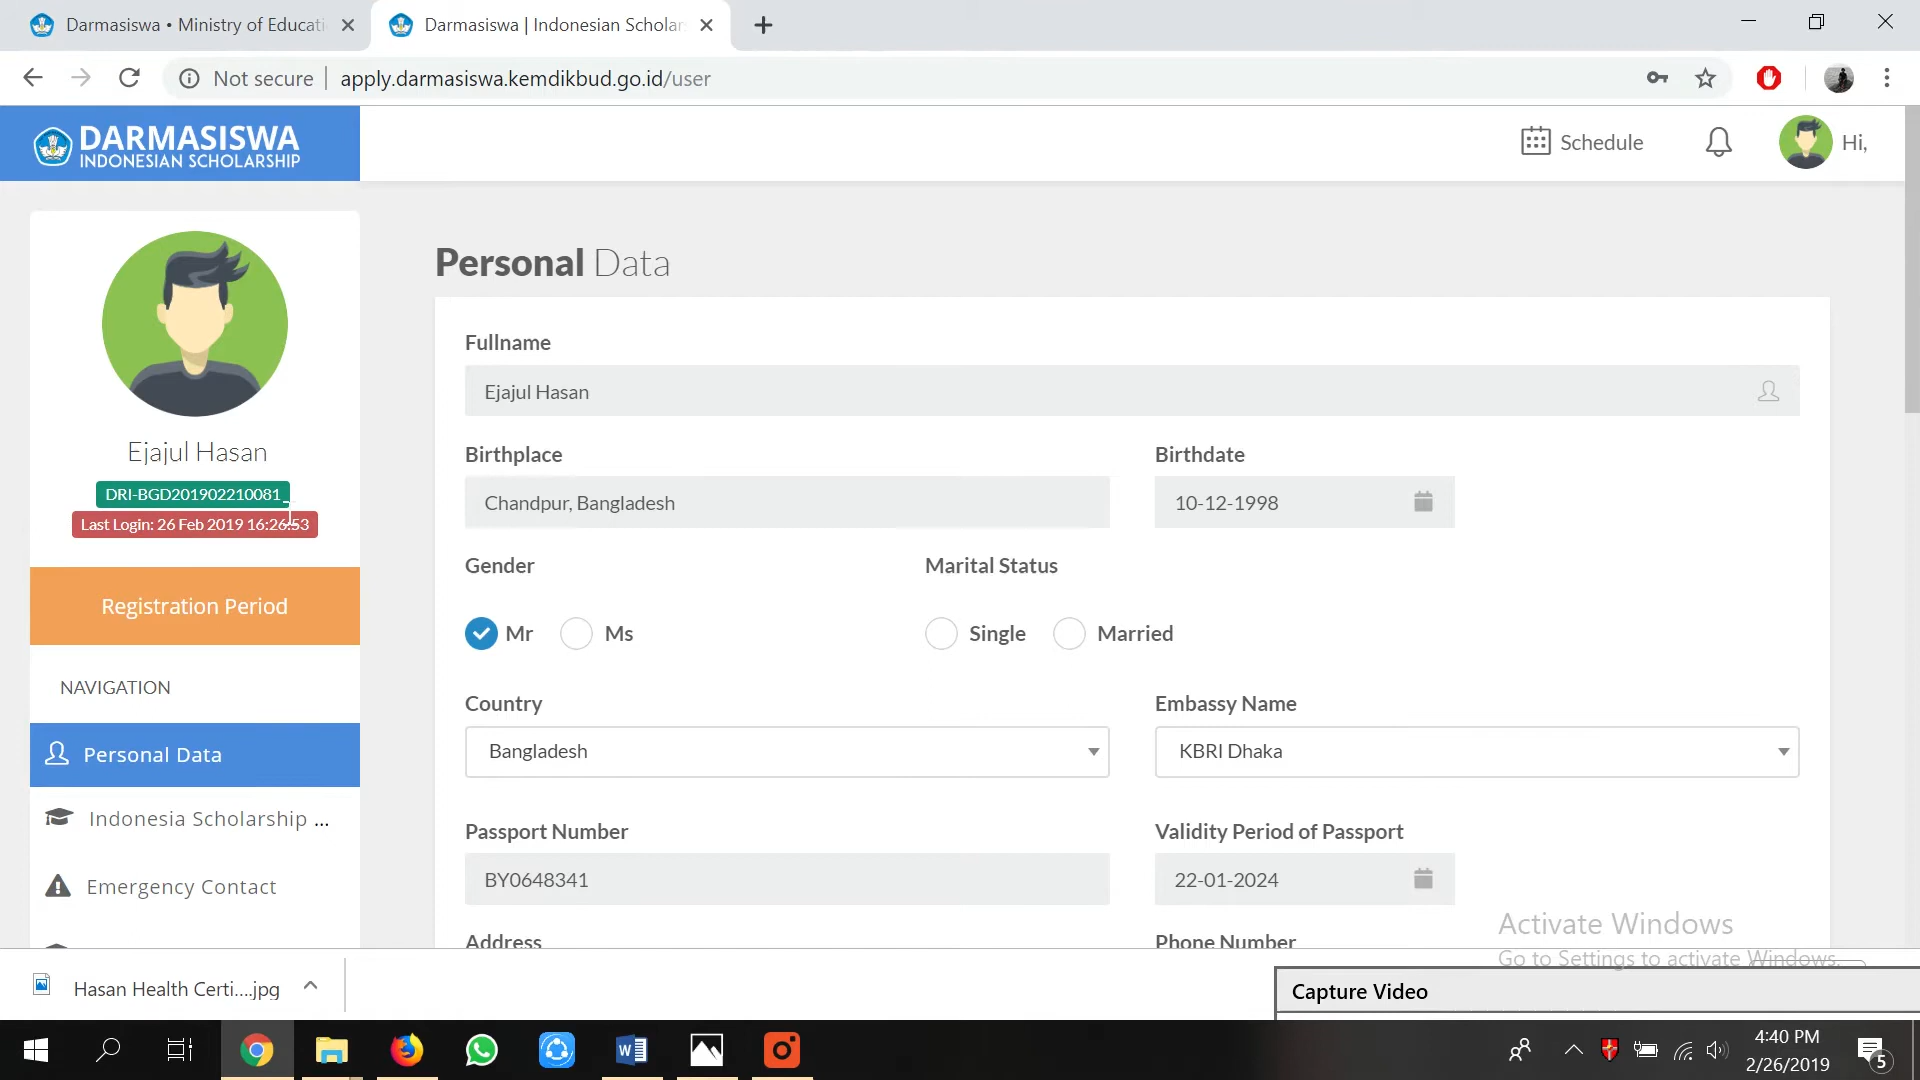 Darmasiswa • Ministry of Educati
Darmasiswa | Indonesian Scholar
Not secure
apply.darmasiswa.kemdikbud.go.id/user
DARMASISWA
INDONESIAN SCHOLARSHIP
Schedule
Hi,
Ejajul Hasan
DRI-BGD201902210081
Last Login: 26 Feb 2019 16:26:53
Registration Period
NAVIGATION
Personal Data
Indonesia Scholarship ...
Emergency Contact
Personal Data
Fullname
Ejajul Hasan
Birthplace
Birthdate
Chandpur, Bangladesh
10-12-1998
Gender
Marital Status
Mr
Ms
Single
Married
Country
Embassy Name
Bangladesh
KBRI Dhaka
Passport Number
Validity Period of Passport
BY0648341
22-01-2024
Address
Phone Number
Activate Windows
Go to Settings to activate Windows.
Hasan Health Certi....jpg
Capture Video
4:40 PM
2/26/2019
5